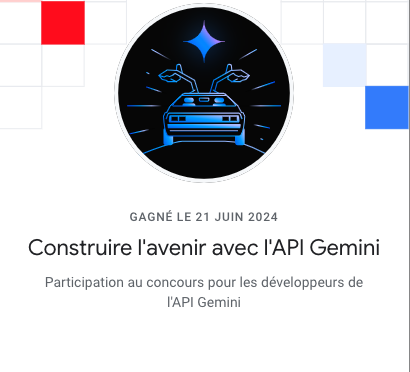 GAGNÉ LE 21 JUIN 2024
Construire l'avenir avec l'API Gemini
Participation au concours pour les développeurs de
l'API Gemini